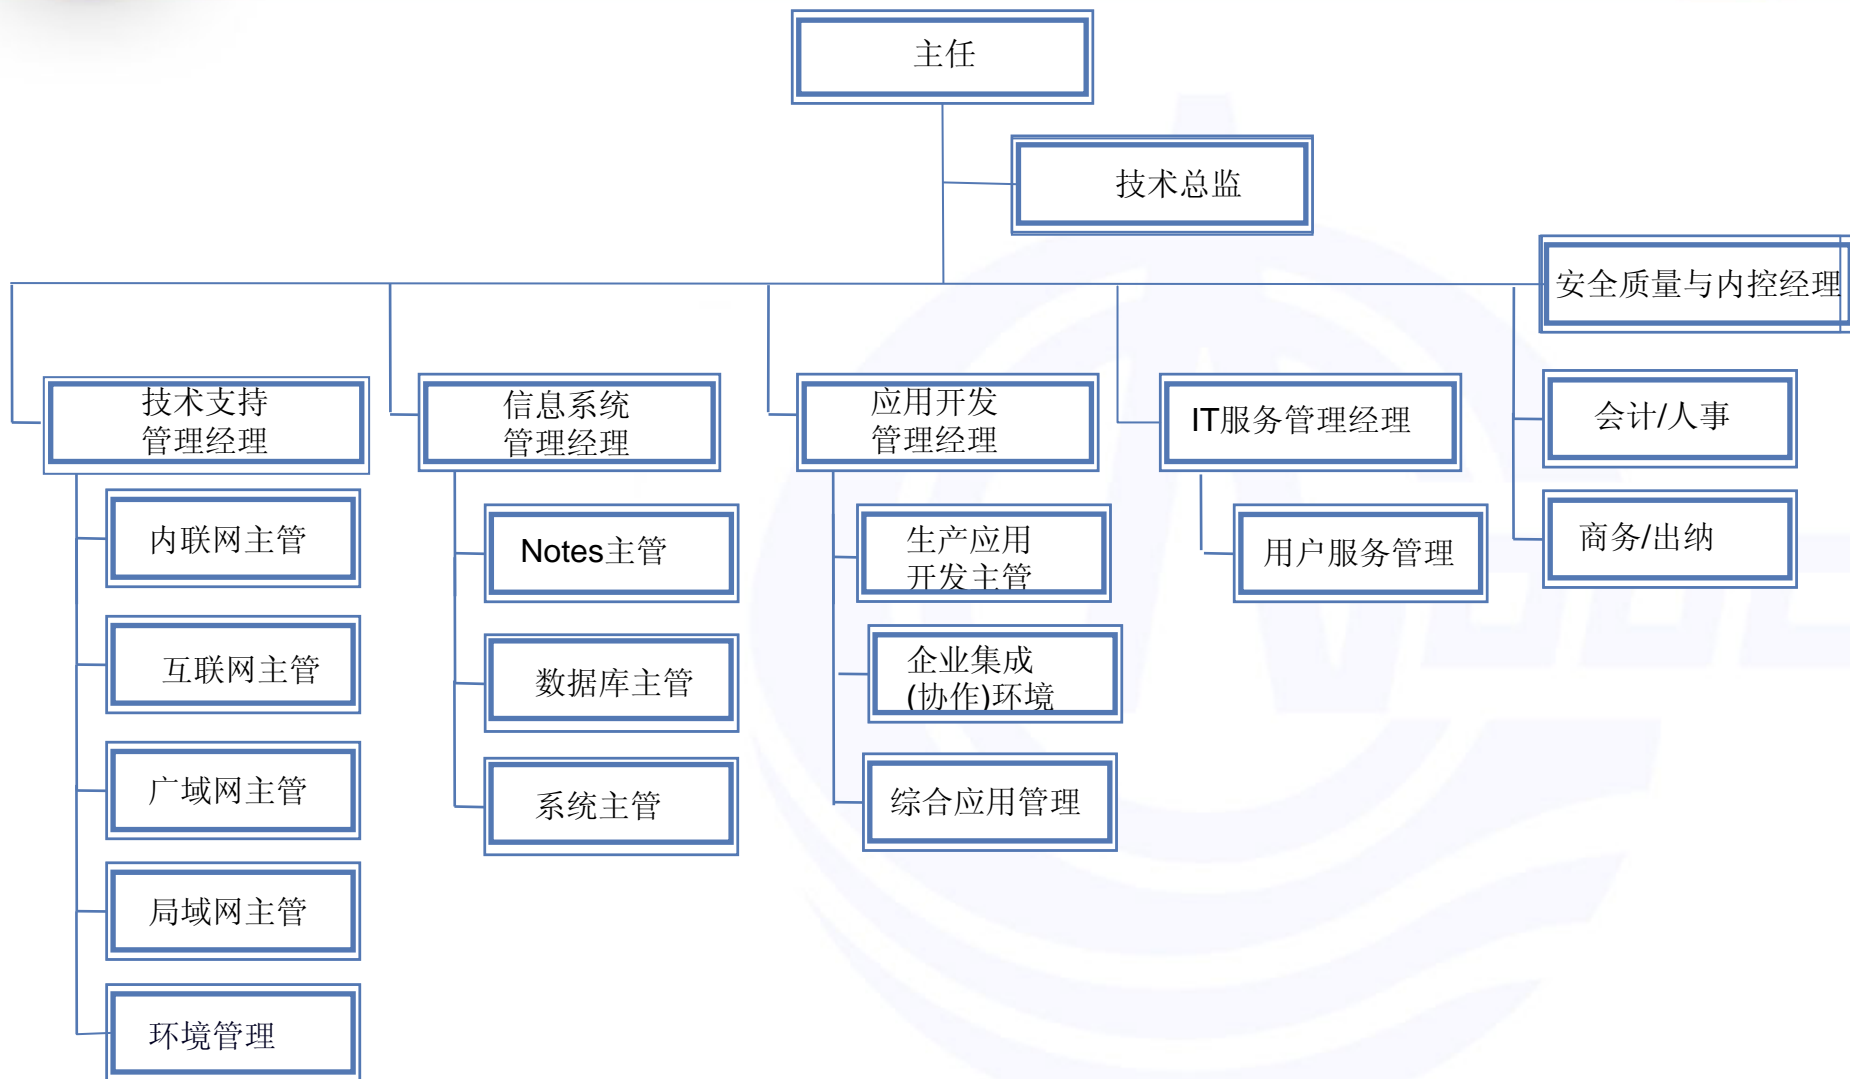 主任
技术总监
安全质量与内控经理
技术支持
管理经理
信息系统
管理经理
应用开发
管理经理
IT服务管理经理
会计/人事
内联网主管
Notes主管
生产应用
开发主管
用户服务管理
商务/出纳
互联网主管
数据库主管
企业集成
(协作)环境
广域网主管
系统主管
综合应用管理
局域网主管
环境管理